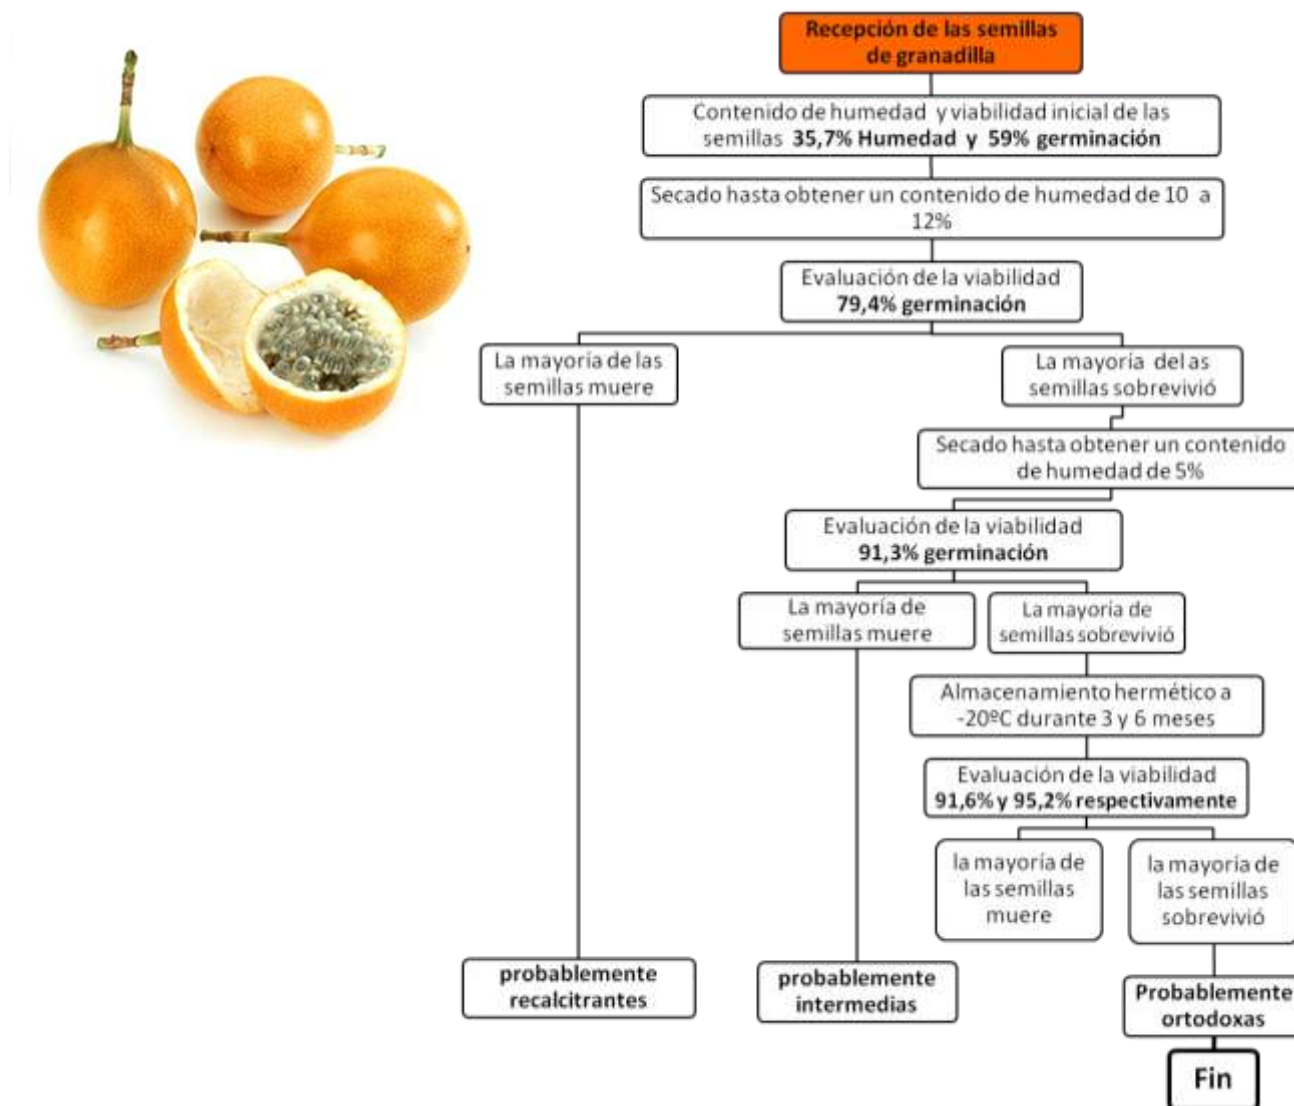 Recepción de las semillas
de granadilla
Contenido de humedad y viabilidad inicial de las
semillas 35,7% Humedad y 59% germinación
Secado hasta obtener un contenido de humedad de 10 a
12%
Evaluación de la viabilidad
79,4% germinación
La mayoría de las
semillas muere
La mayoría del as
semillas sobrevivió
Secado hasta obtener un contenido
de humedad de 5%
Evaluación de la viabilidad
91,3% germinación
La mayoría de
semillas muere
La mayoría de
semillas sobrevivió
Almacenamiento hermético a
-20ºC durante 3 y 6 meses
Evaluación de la viabilidad
91,6% y 95,2% respectivamente
la mayoría de
las semillas
muere
la mayoría de
las semillas
sobrevivió
probablemente
recalcitrantes
probablemente
intermedias
Probablemente
ortodoxas
Fin